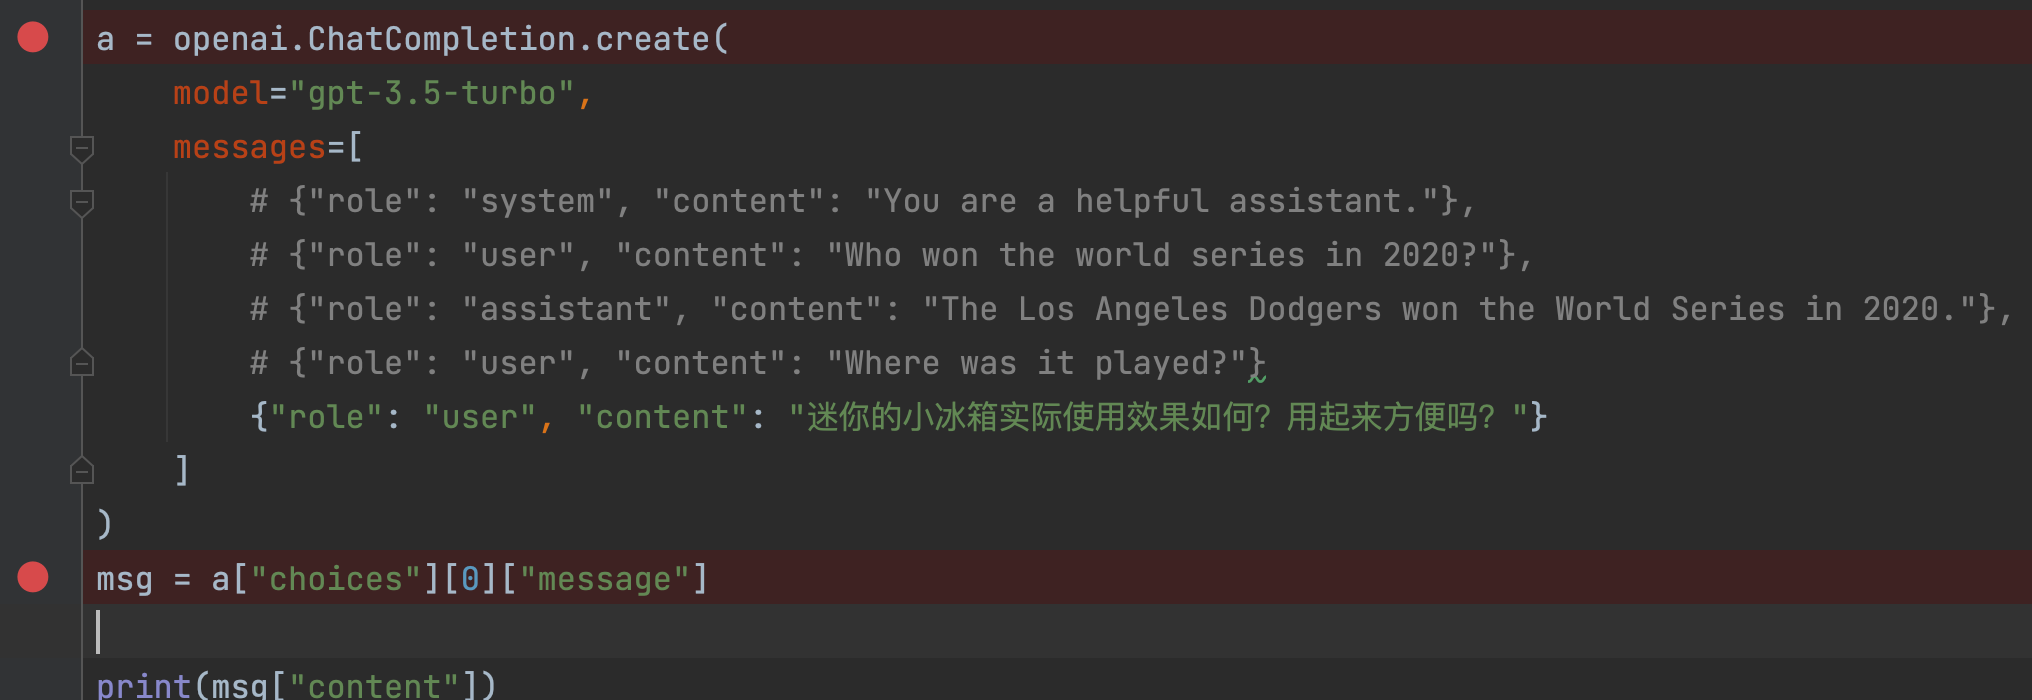 a = openai.ChatCompletion.create(
    model="gpt-3.5-turbo",
    messages=[
        # {"role": "system", "content": "You are a helpful assistant."},
        # {"role": "user", "content": "Who won the world series in 2020?"},
        # {"role": "assistant", "content": "The Los Angeles Dodgers won the World Series in 2020."},
        # {"role": "user", "content": "Where was it played?"}
        {"role": "user", "content": "迷你的小冰箱实际使用效果如何？用起来方便吗？"}
    ]
)
msg = a["choices"][0]["message"]
print(msg["content"])